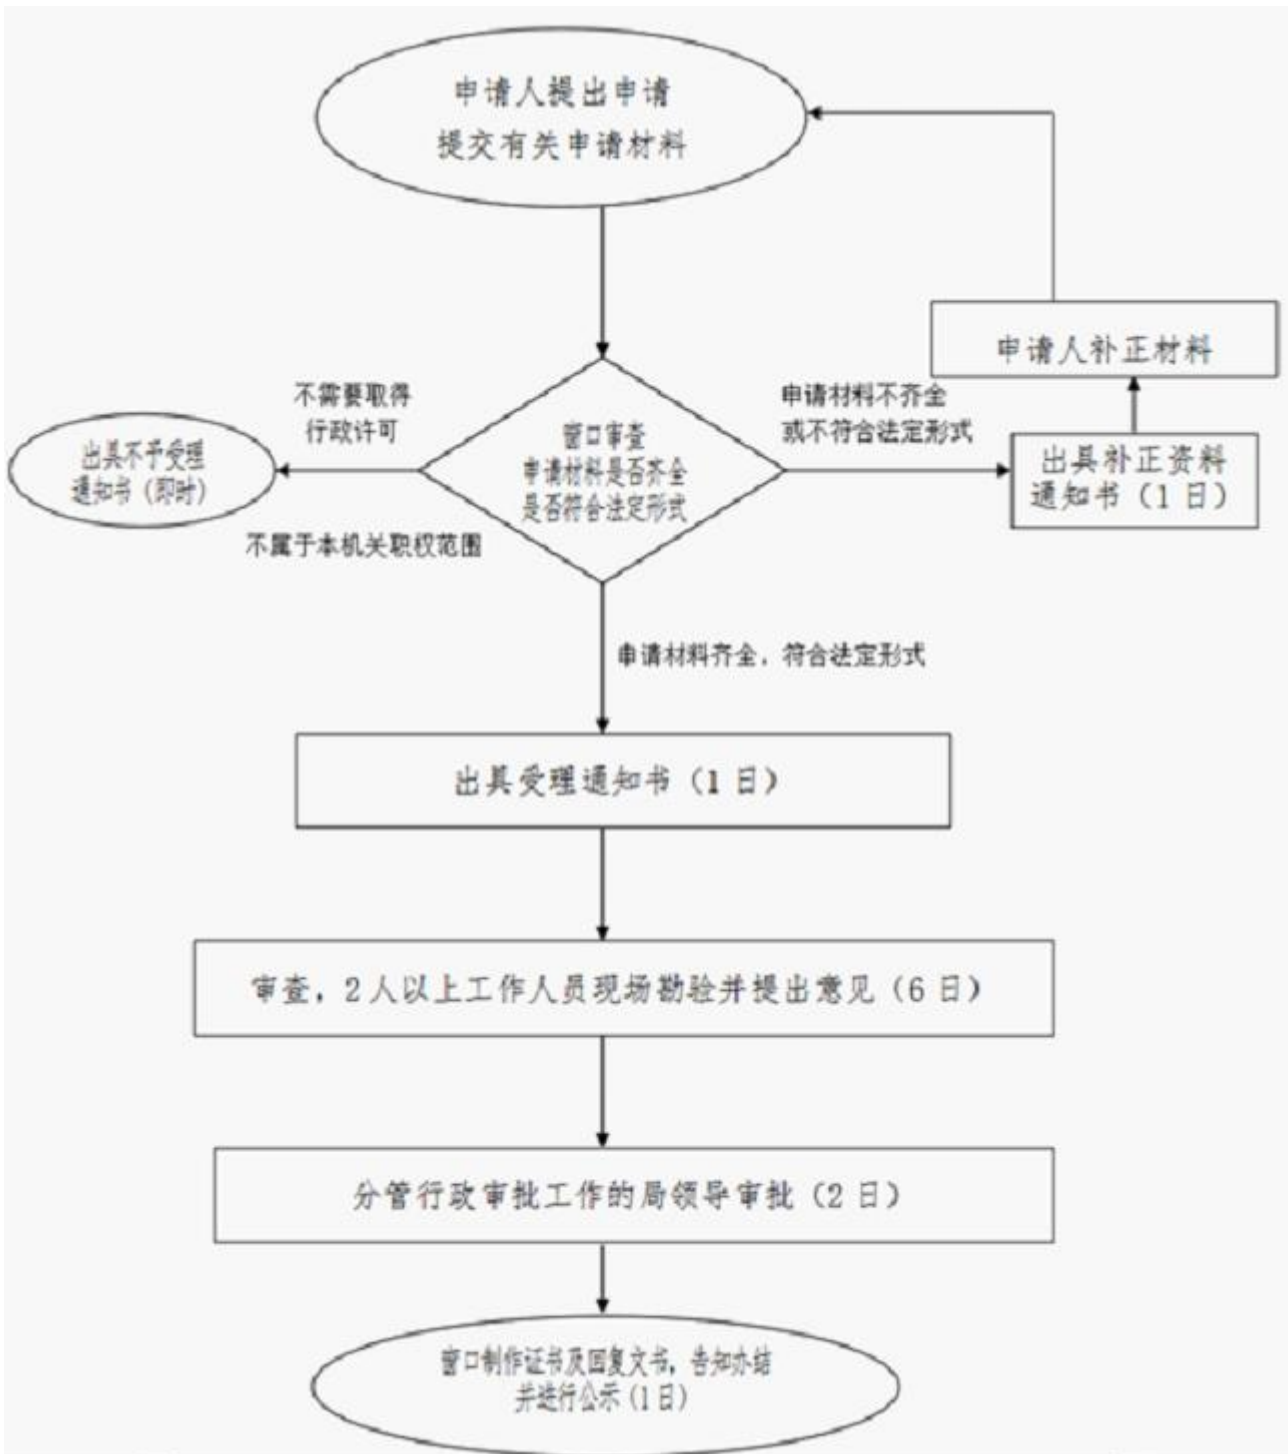 申请人提出申请
提交有关申请材料
申请人补正材料
不需要取得
行政许可
申请材料不齐全
或不符合法定形式
窗口审查
申请材料是否齐全
是否符合法定形式
出具不予受理
通知书（即时）
出具补正资料
通知书（1日）
不属于本机关职权范围
申请材料齐全，符合法定形式
出具受理通知书（1日）
审查，2人以上工作人员现场勘验并提出意见（6日）
分管行政审批工作的局领导审批（2日）
窗口制作证书及回复文书，告知办结
并进行公示(1日)